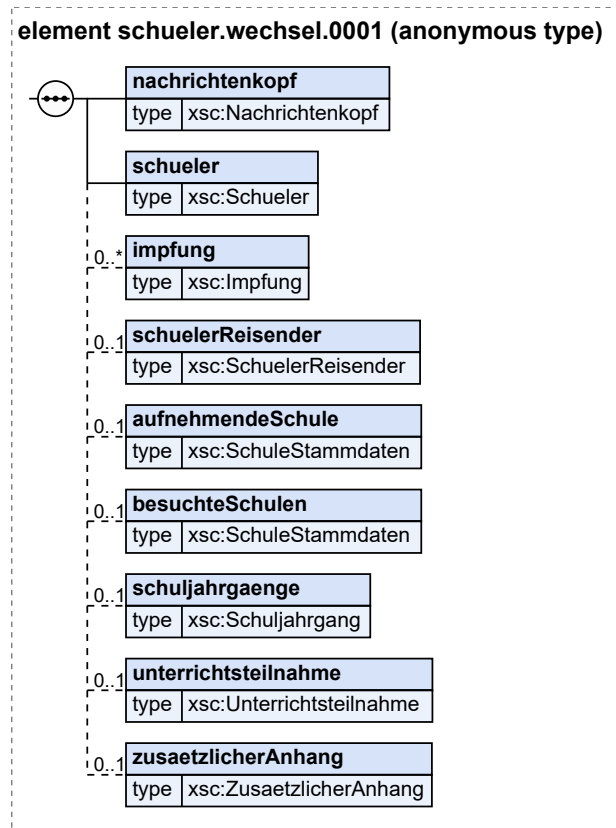 element schueler.wechsel.0001 (anonymous type)
nachrichtenkopf
type xsc:Nachrichtenkopf
schueler
type xsc:Schueler
0..* impfung
type xsc:Impfung
0..1 schuelerReisender
type xsc:SchuelerReisender
0..1 aufnehmendeSchule
type xsc:SchuleStammdaten
0..1 besuchteSchulen
type xsc:SchuleStammdaten
0..1 schuljahrgaenge
type xsc:Schuljahrgang
0..1 unterrichtsteilnahme
type xsc:Unterrichtsteilnahme
0..1 zusaetzlicherAnhang
type xsc:ZusaetzlicherAnhang